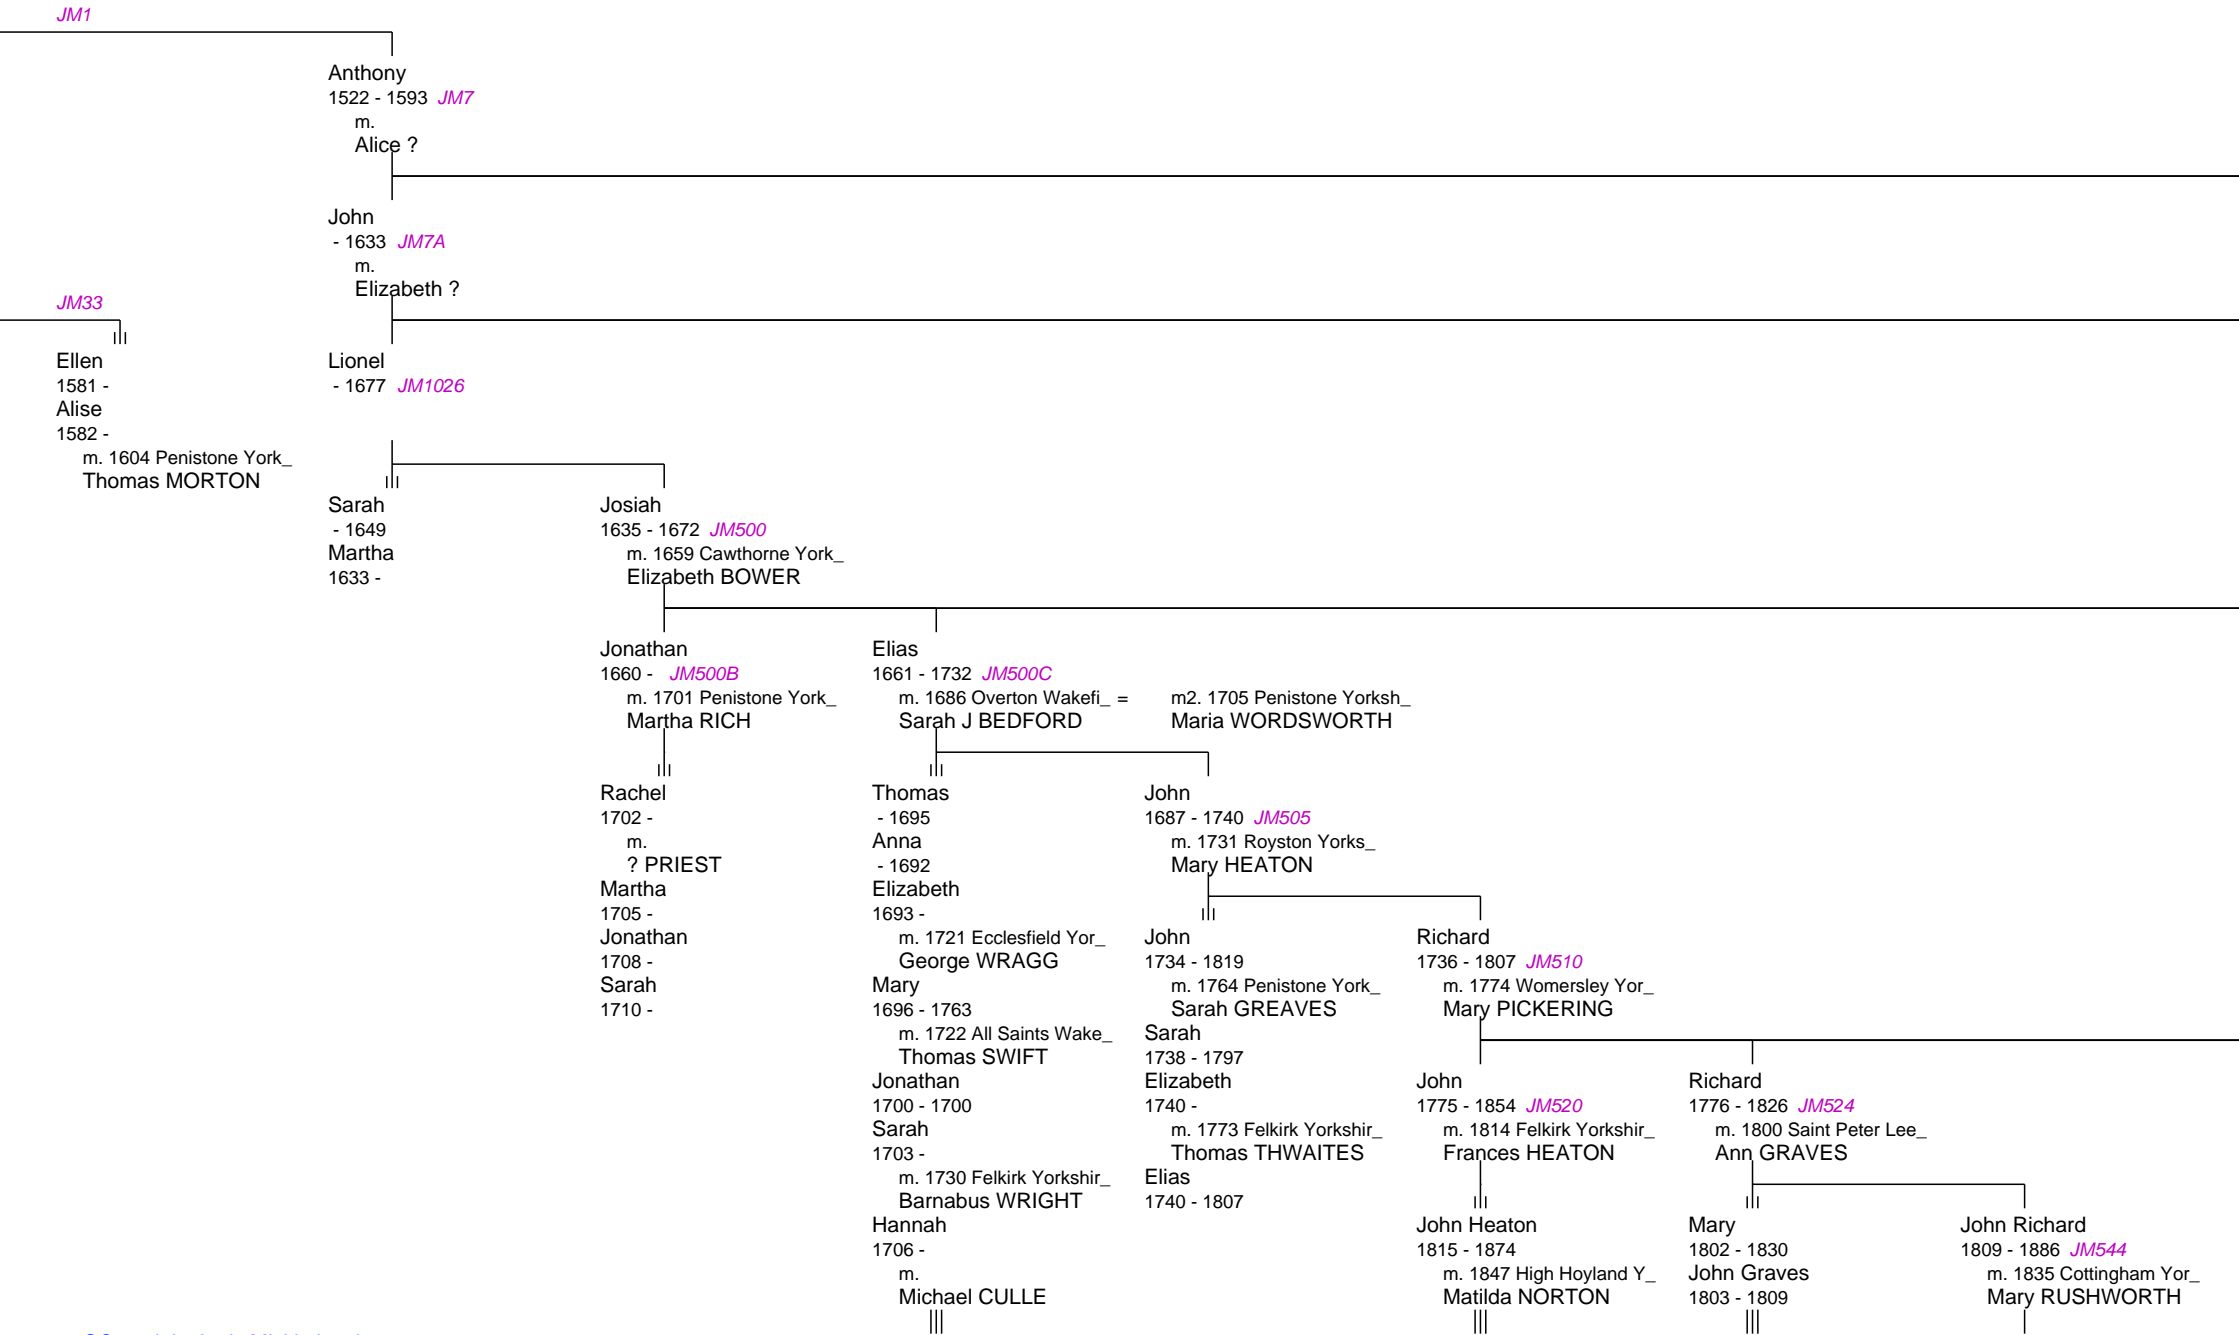 JM1
Anthony
1522 - 1593 JM7
m.
Alice ?
John
- 1633 JM7A
m.
Elizabeth ?
JM33
Ellen
1581 -
Alise
1582 -
m. 1604 Penistone York_
Thomas MORTON
Lionel
- 1677 JM1026
Sarah
- 1649
Martha
1633 -
Josiah
1635 - 1672 JM500
m. 1659 Cawthorne York_
Elizabeth BOWER
Jonathan
1660 - JM500B
m. 1701 Penistone York_
Martha RICH
Elias
1661 - 1732 JM500C
m. 1686 Overton Wakefi_ =
Sarah J BEDFORD
m2. 1705 Penistone Yorksh_
Maria WORDSWORTH
Rachel
1702 -
m.
? PRIEST
Martha
1705 -
Jonathan
1708 -
Sarah
1710 -
Thomas
- 1695
Anna
- 1692
Elizabeth
1693 -
m. 1721 Ecclesfield Yor_
George WRAGG
Mary
1696 - 1763
m. 1722 All Saints Wake_
Thomas SWIFT
Jonathan
1700 - 1700
Sarah
1703 -
m. 1730 Felkirk Yorkshir_
Barnabus WRIGHT
Hannah
1706 -
m.
Michael CULLE
John
1687 - 1740 JM505
m. 1731 Royston Yorks_
Mary HEATON
John
1734 - 1819
m. 1764 Penistone York_
Sarah GREAVES
Sarah
1738 - 1797
Elizabeth
1740 -
m. 1773 Felkirk Yorkshir_
Thomas THWAITES
Elias
1740 - 1807
Richard
1736 - 1807 JM510
m. 1774 Womersley Yor_
Mary PICKERING
John
1775 - 1854 JM520
m. 1814 Felkirk Yorkshir_
Frances HEATON
Richard
1776 - 1826 JM524
m. 1800 Saint Peter Lee_
Ann GRAVES
John Heaton
1815 - 1874
m. 1847 High Hoyland Y_
Matilda NORTON
Mary
1802 - 1830
John Graves
1803 - 1809
John Richard
1809 - 1886 JM544
m. 1835 Cottingham Yor_
Mary RUSHWORTH